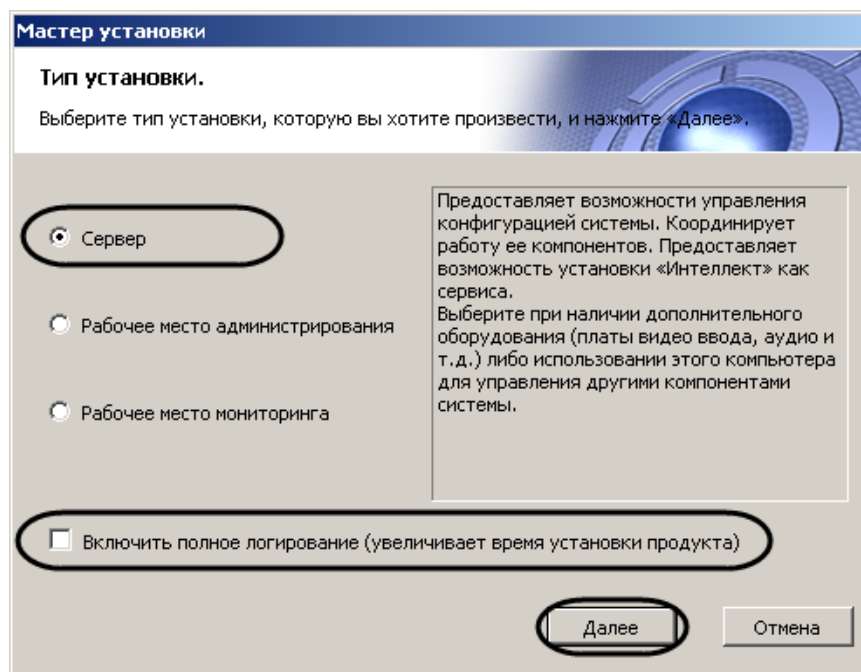 Мастер установки
Тип установки.
Выберите тип установки, которую вы хотите произвести, и нажмите «Далее».
Сервер
Рабочее место администрирования
Рабочее место мониторинга
Предоставляет возможности управления
конфигурацией системы. Координирует
работу ее компонентов. Предоставляет
возможность установки «Интеллект» как
сервиса.
Выберите при наличии дополнительного
оборудования (платы видео ввода, аудио и
т.д.) либо использовании этого компьютера
для управления другими компонентами
системы.
Включить полное логирование (увеличивает время установки продукта)
Далее
Отмена